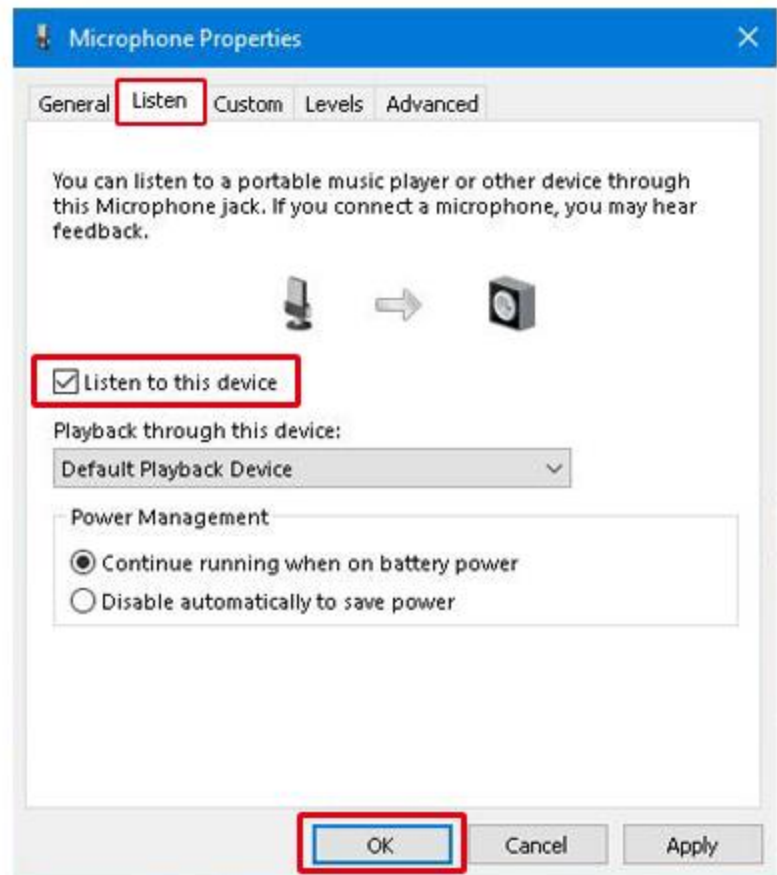 Microphone Properties
General Listen Custom Levels Advanced
You can listen to a portable music player or other device through
this Microphone jack. If you connect a microphone, you may hear
feedback.
Listen to this device
Playback through this device:
Default Playback Device
Power Management
Continue running when on battery power
Disable automatically to save power
OK Cancel Apply